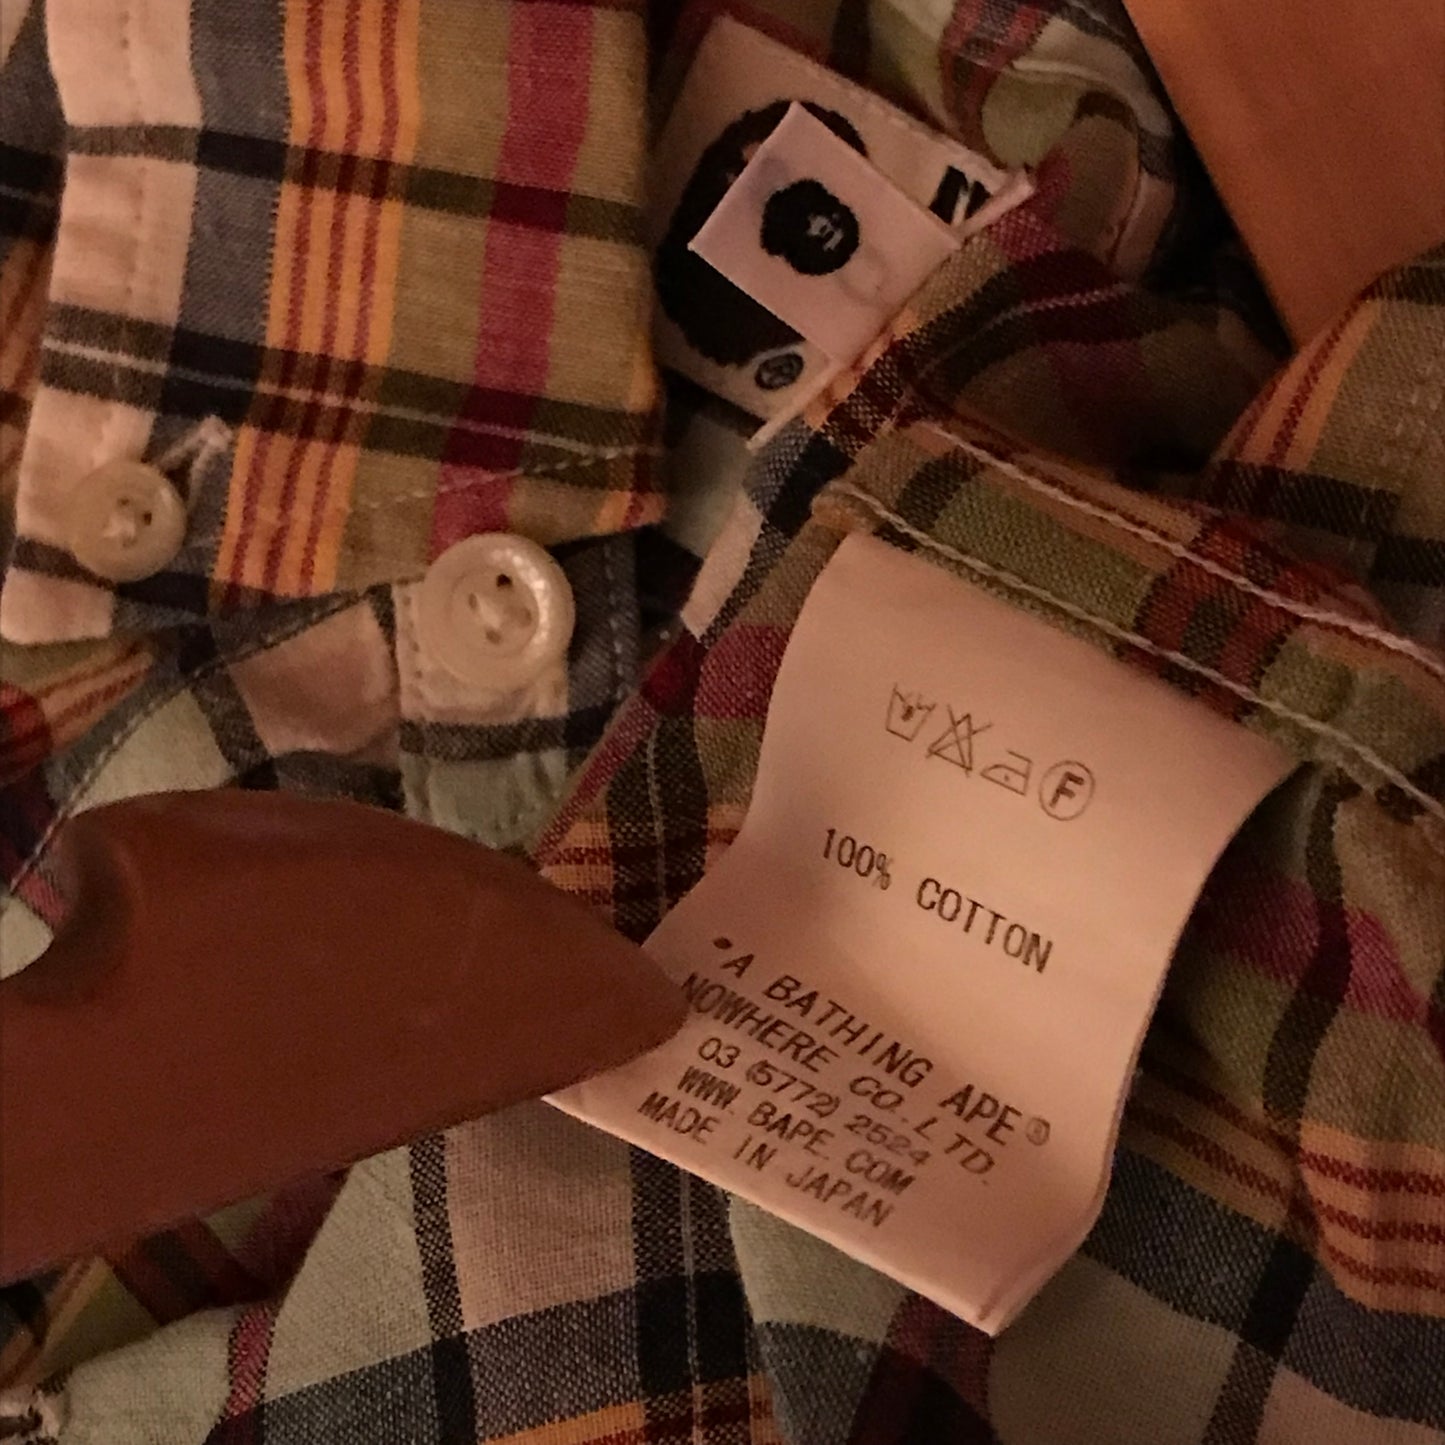 ®
F
100% COTTON
•A BATHING APE®
NOWHERE CO., LTD.
03 (5772) 2524
WWW. BAPE. COM
MADE IN JAPAN